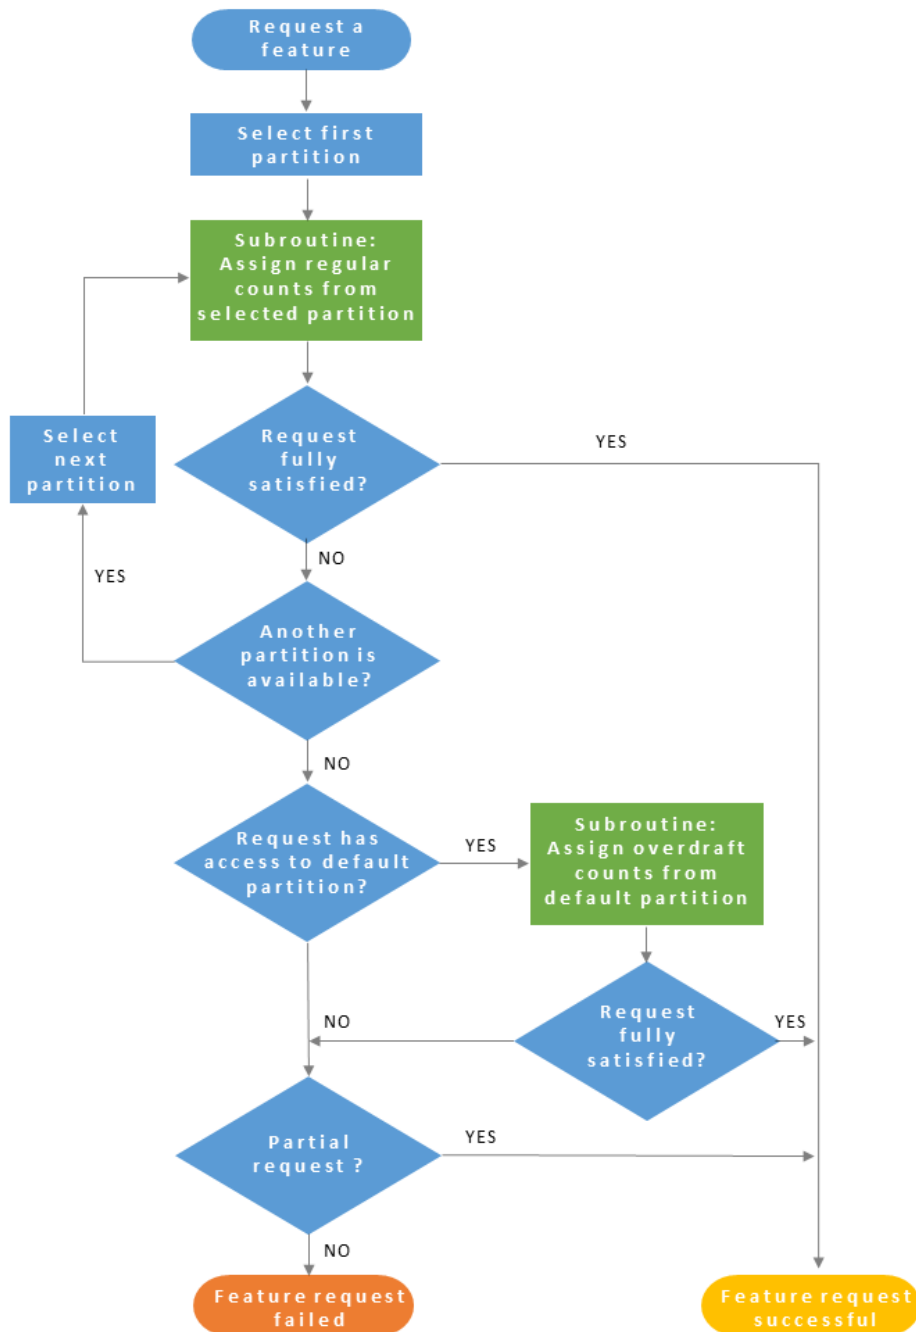 Request a
feature
Select first
partition
Subroutine:
Assign regular
counts from
selected partition
Select
next
partition
Request
fully
satisfied?
YES
NO
YES
Another
partition is
available?
NO
Request has
access to default
partition?
YES
Subroutine:
Assign overdraft
counts from
default partition
NO
Request
fully
satisfied?
YES
Partial
request ?
YES
NO
Feature request
failed
Feature request
successful